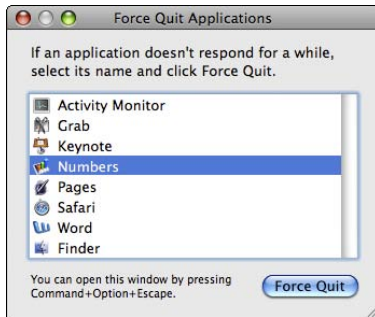 Force Quit Applications
If an application doesn't respond for a while,
select its name and click Force Quit.
Activity Monitor
Grab
Keynote
Numbers
Pages
Safari
Word
Finder
You can open this window by pressing
Command+Option+Escape.
Force Quit